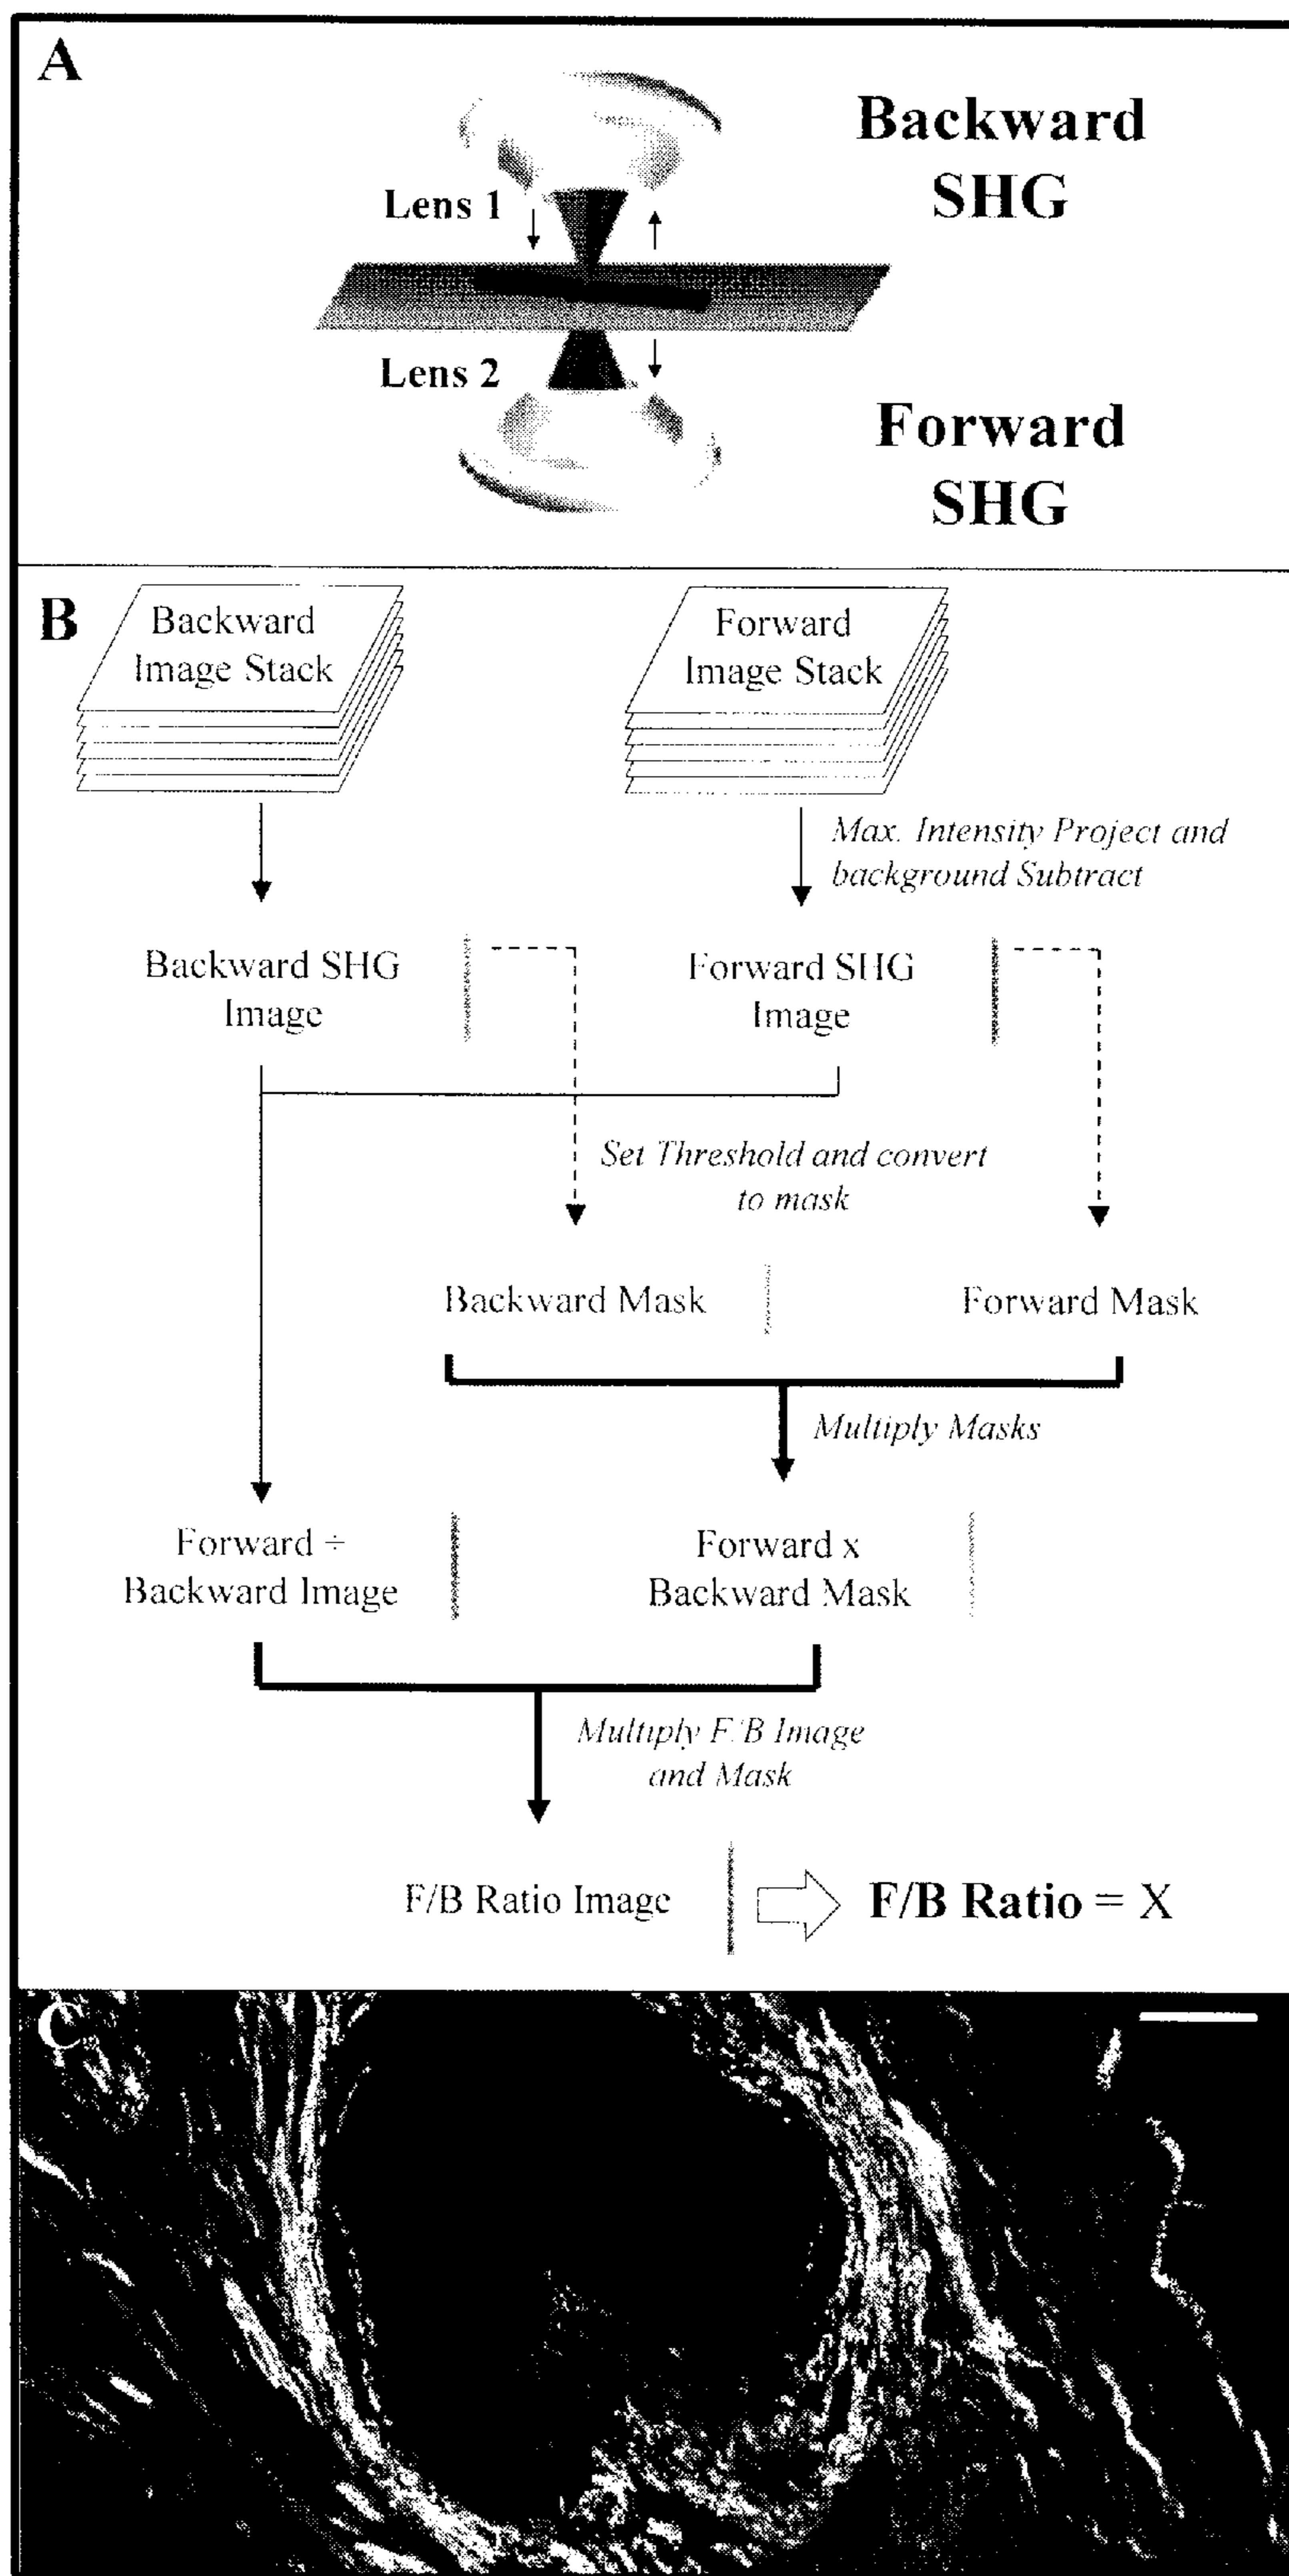 A
Backward
SHG
Lens 1
Lens 2
Forward
SHG
B
Backward
Image Stack
Forward
Image Stack
Max. Intensity Project and
background Subtract
Backward SHG
Image
Forward SHG
Image
Set Threshold and convert
to mask
Backward Mask
Forward Mask
Multiply Masks
Forward ÷
Backward Image
Forward x
Backward Mask
Multiply F/B Image
and Mask
F/B Ratio Image
F/B Ratio = X
C